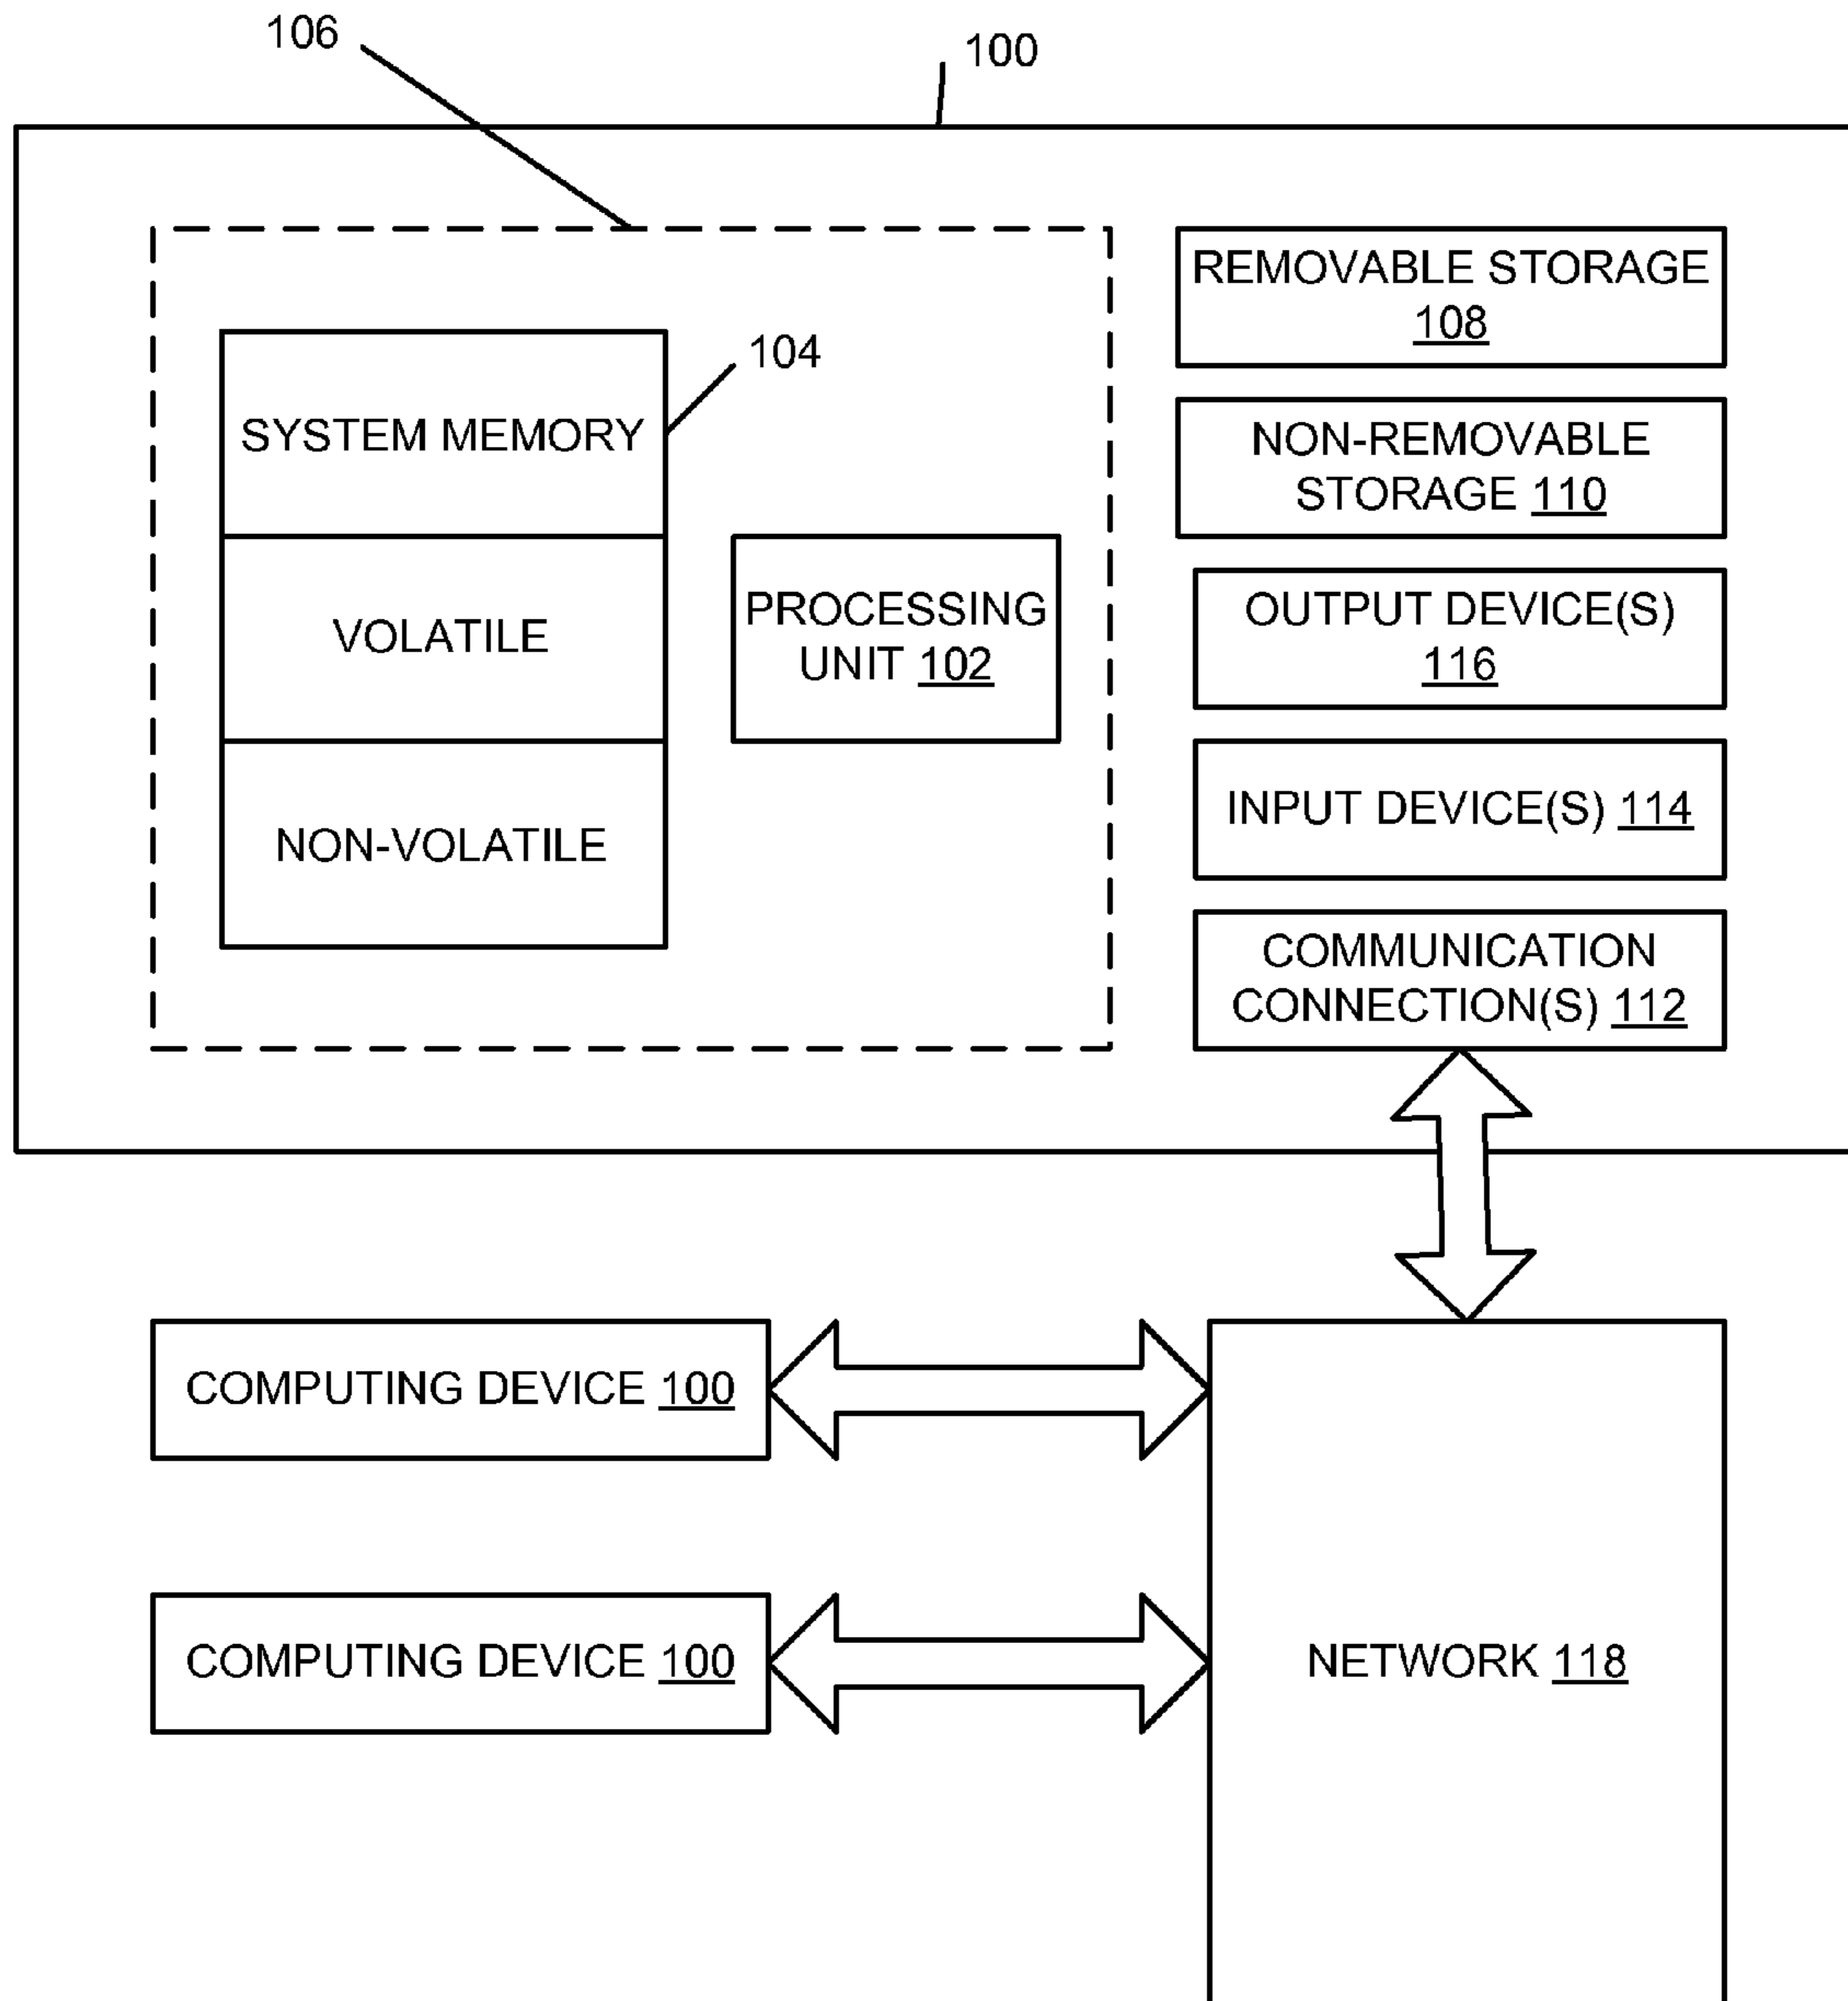 106
100
REMOVABLE STORAGE
108
104
SYSTEM MEMORY
NON-REMOVABLE
STORAGE 110
VOLATILE
PROCESSING
UNIT 102
OUTPUT DEVICE(S)
116
NON-VOLATILE
INPUT DEVICE(S) 114
COMMUNICATION
CONNECTION(S) 112
COMPUTING DEVICE 100
COMPUTING DEVICE 100
NETWORK 118